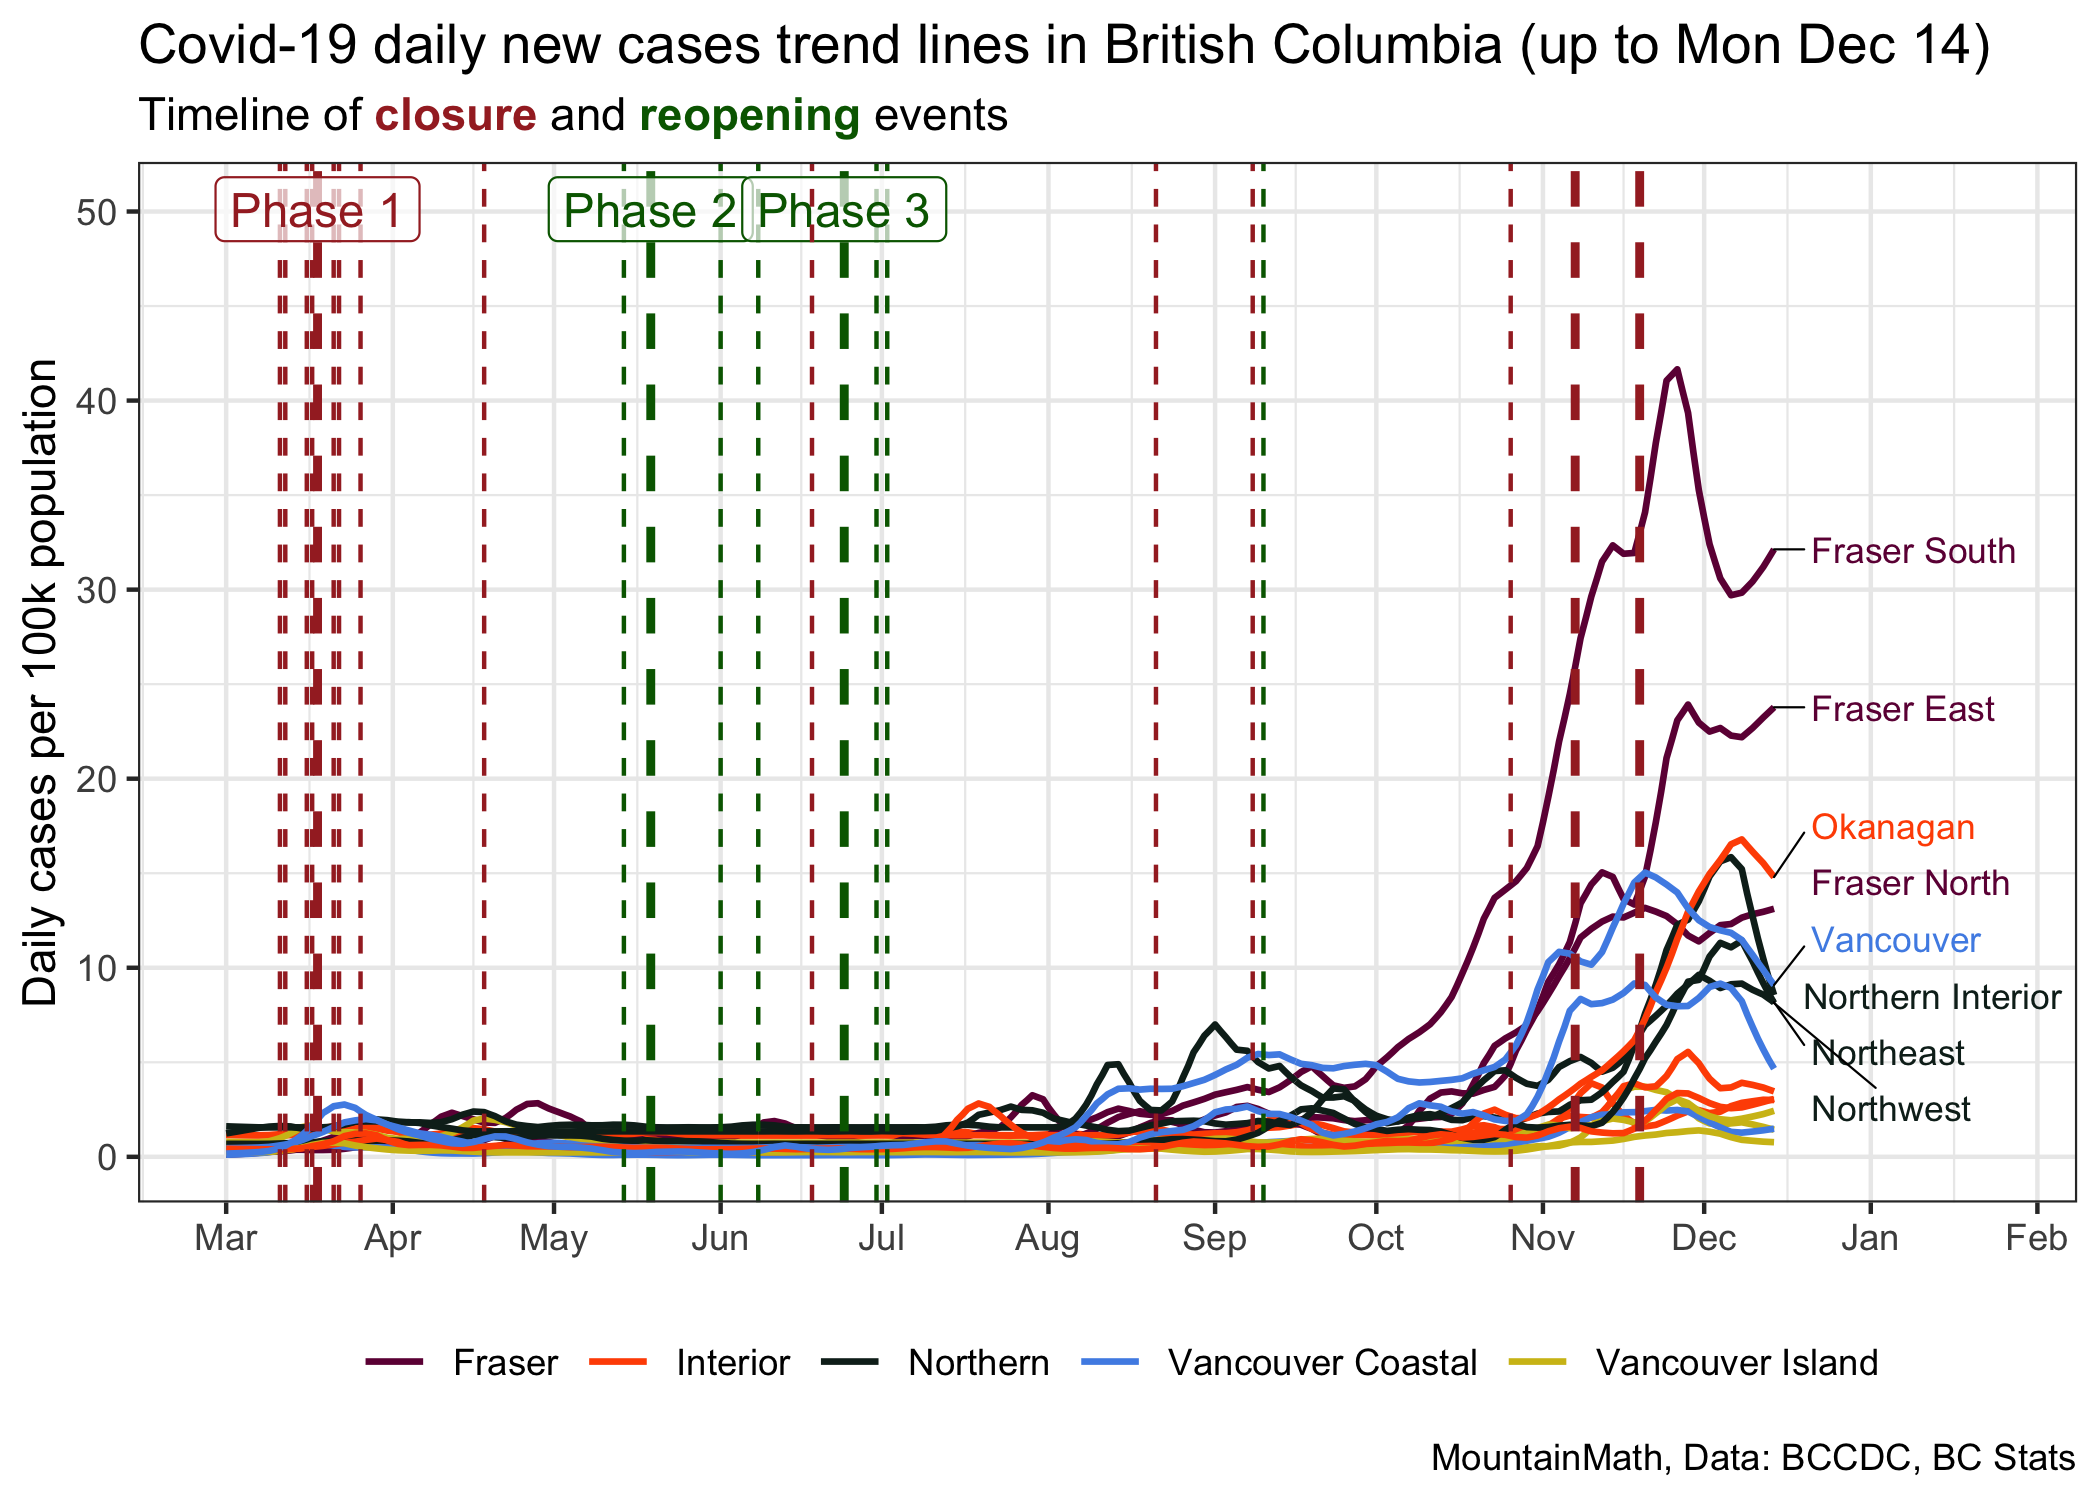 Covid-19 daily new cases trend lines in British Columbia (up to Mon Dec 14)
Timeline of closure and reopening events
Daily cases per 100k population
50
40
30
20
10
0
Phase 1
Phase 2
Phase 3
Fraser South
Fraser East
Okanagan
Fraser North
Vancouver
Northern Interior
Northeast
Northwest
Mar Apr May Jun Jul Aug Sep Oct Nov Dec Jan Feb
Fraser Interior Northern Vancouver Coastal Vancouver Island
MountainMath, Data: BCCDC, BC Stats